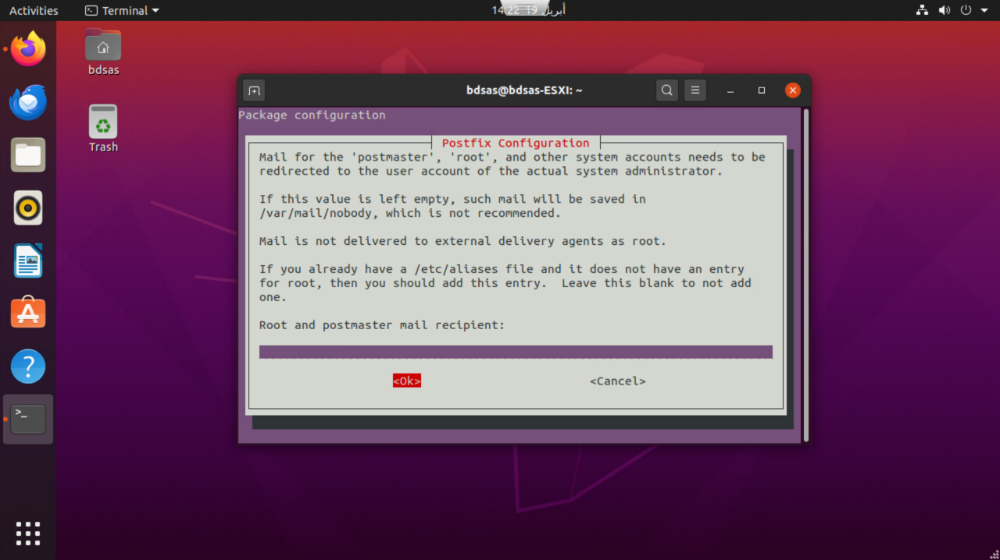 Activities
Terminal
14:22 19 أبريل
bdsas
Trash
bdsas@bdsas-ESXI: ~
Package configuration
Postfix Configuration
Mail for the 'postmaster', 'root', and other system accounts needs to be
redirected to the user account of the actual system administrator.
If this value is left empty, such mail will be saved in
/var/mail/nobody, which is not recommended.
Mail is not delivered to external delivery agents as root.
If you already have a /etc/aliases file and it does not have an entry
for root, then you should add this entry.  Leave this blank to not add
one.
Root and postmaster mail recipient:
<Ok>
<Cancel>